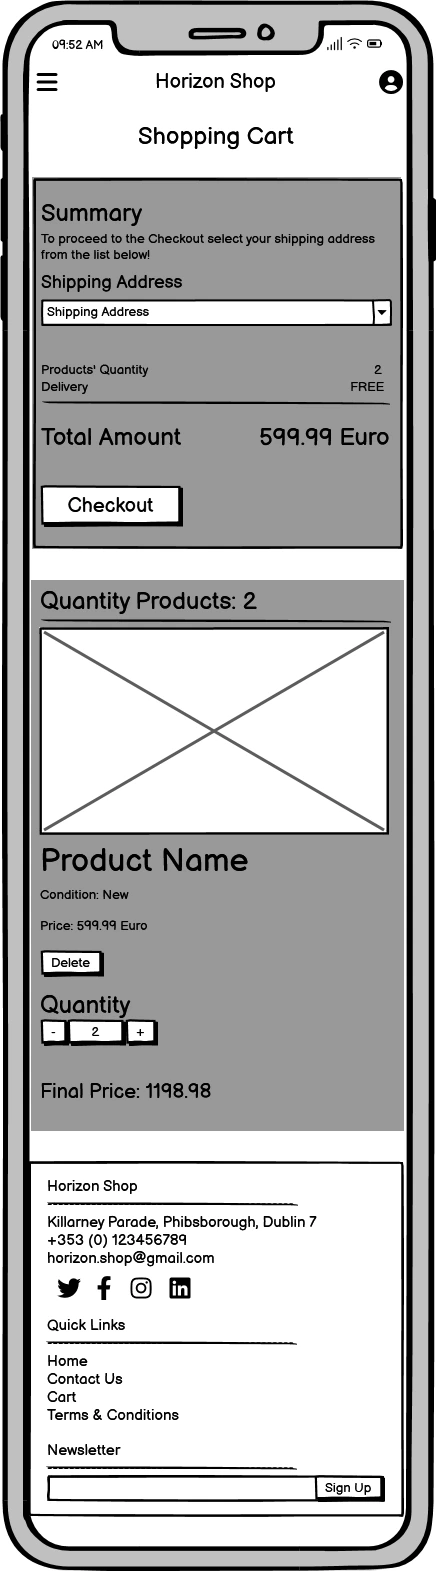 09:52 AM
Horizon Shop
Shopping Cart
Summary
To proceed to the Checkout select your shipping address
from the list below!
Shipping Address
Shipping Address
Products' Quantity 2
Delivery FREE
Total Amount 599.99 Euro
Checkout
Quantity Products: 2
Product Name
Condition: New
Price: 599.99 Euro
Delete
Quantity
- 2 +
Final Price: 1198.98
Horizon Shop
Killarney Parade, Phibsborough, Dublin 7
+353 (0) 123456789
horizon.shop@gmail.com
Quick Links
Home
Contact Us
Cart
Terms & Conditions
Newsletter
Sign Up